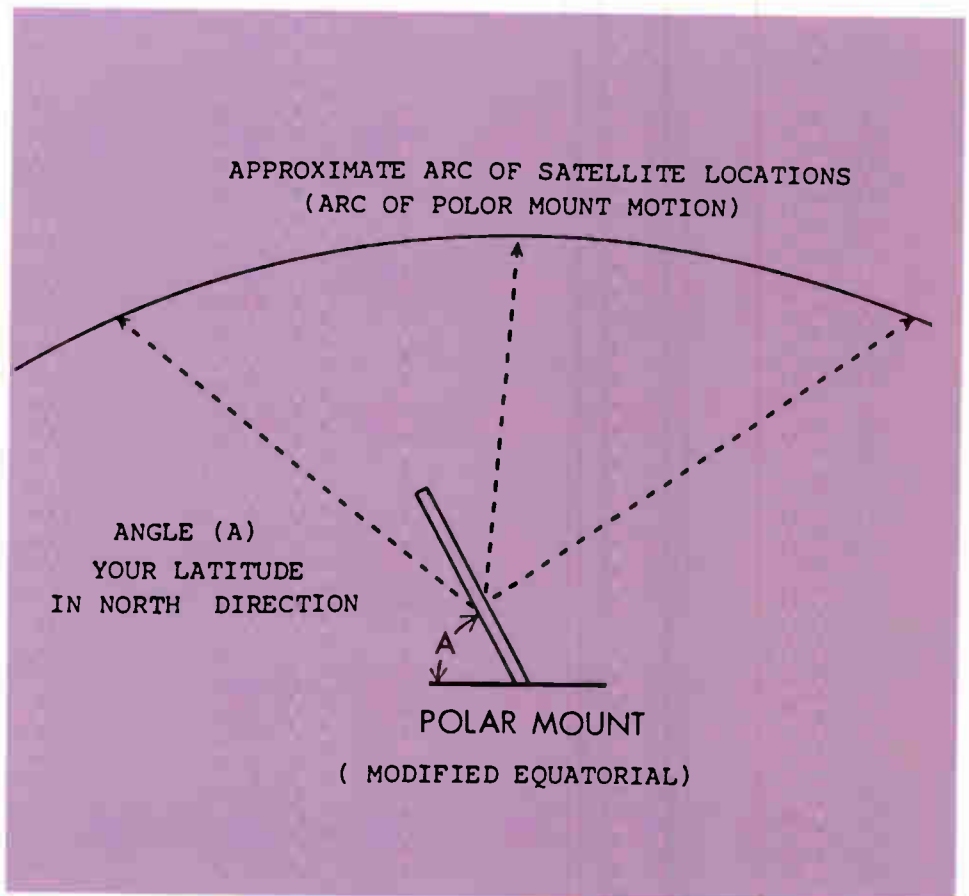 APPROXIMATE ARC OF SATELLITE LOCATIONS
(ARC OF POLOR MOUNT MOTION)
ANGLE (A)
YOUR LATITUDE
IN NORTH DIRECTION
A
POLAR MOUNT
( MODIFIED EQUATORIAL)